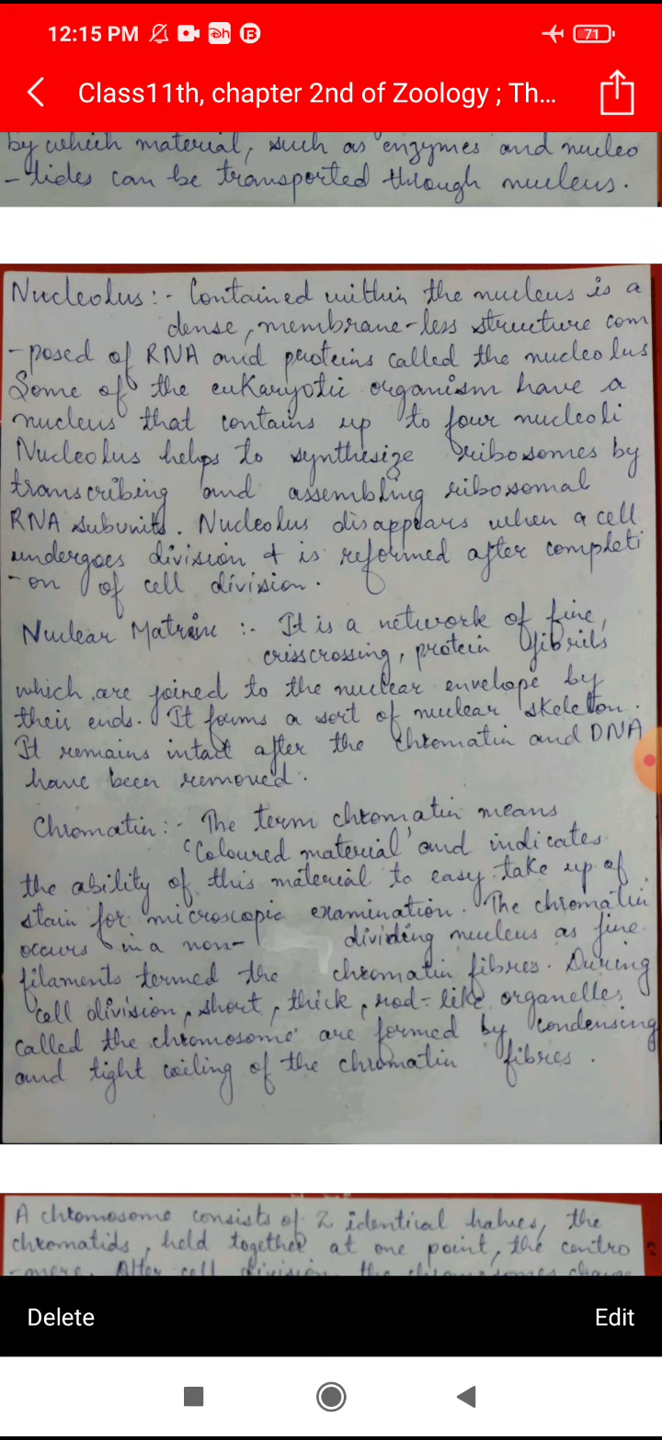 12:15 PM
71
Class11th, chapter 2nd of Zoology ; Th...
by which material, such as enzymes and nucleo
-tides can be transported through nucleus.
Nucleolus :- Contained within the nucleus is a
dense, membrane-less structure com
-posed of RNA and proteins called the nucleolus
Some of the eukaryotic organism have a
nucleus that contains up to four nucleoli
Nucleolus helps to synthesize ribosomes by
transcribing and assembling ribosomal
RNA subunits. Nucleolus disappears when a cell
undergoes division & is reformed after completi
-on of cell division.
Nuclear Matrix :- It is a network of fine,
crisscrossing, protein fibrils
which are joined to the nuclear envelope by
their ends. It forms a sort of nuclear skeleton.
It remains intact after the chromatin and DNA
have been removed.
Chromatin :- The term chromatin means
'Coloured material' and indicates
the ability of this material to easy take up of
stain for microscopic examination. The chromatin
occurs in a non- dividing nucleus as fine
filaments termed the chromatin fibres. During
cell division, short, thick, rod-like organelles
called the chromosome are formed by condensing
and tight coiling of the chromatin fibres.
A chromosome consists of 2 identical halves, the
chromatids, held together at one point, the centro
-mere. After cell division the chromosomes change
Delete
Edit